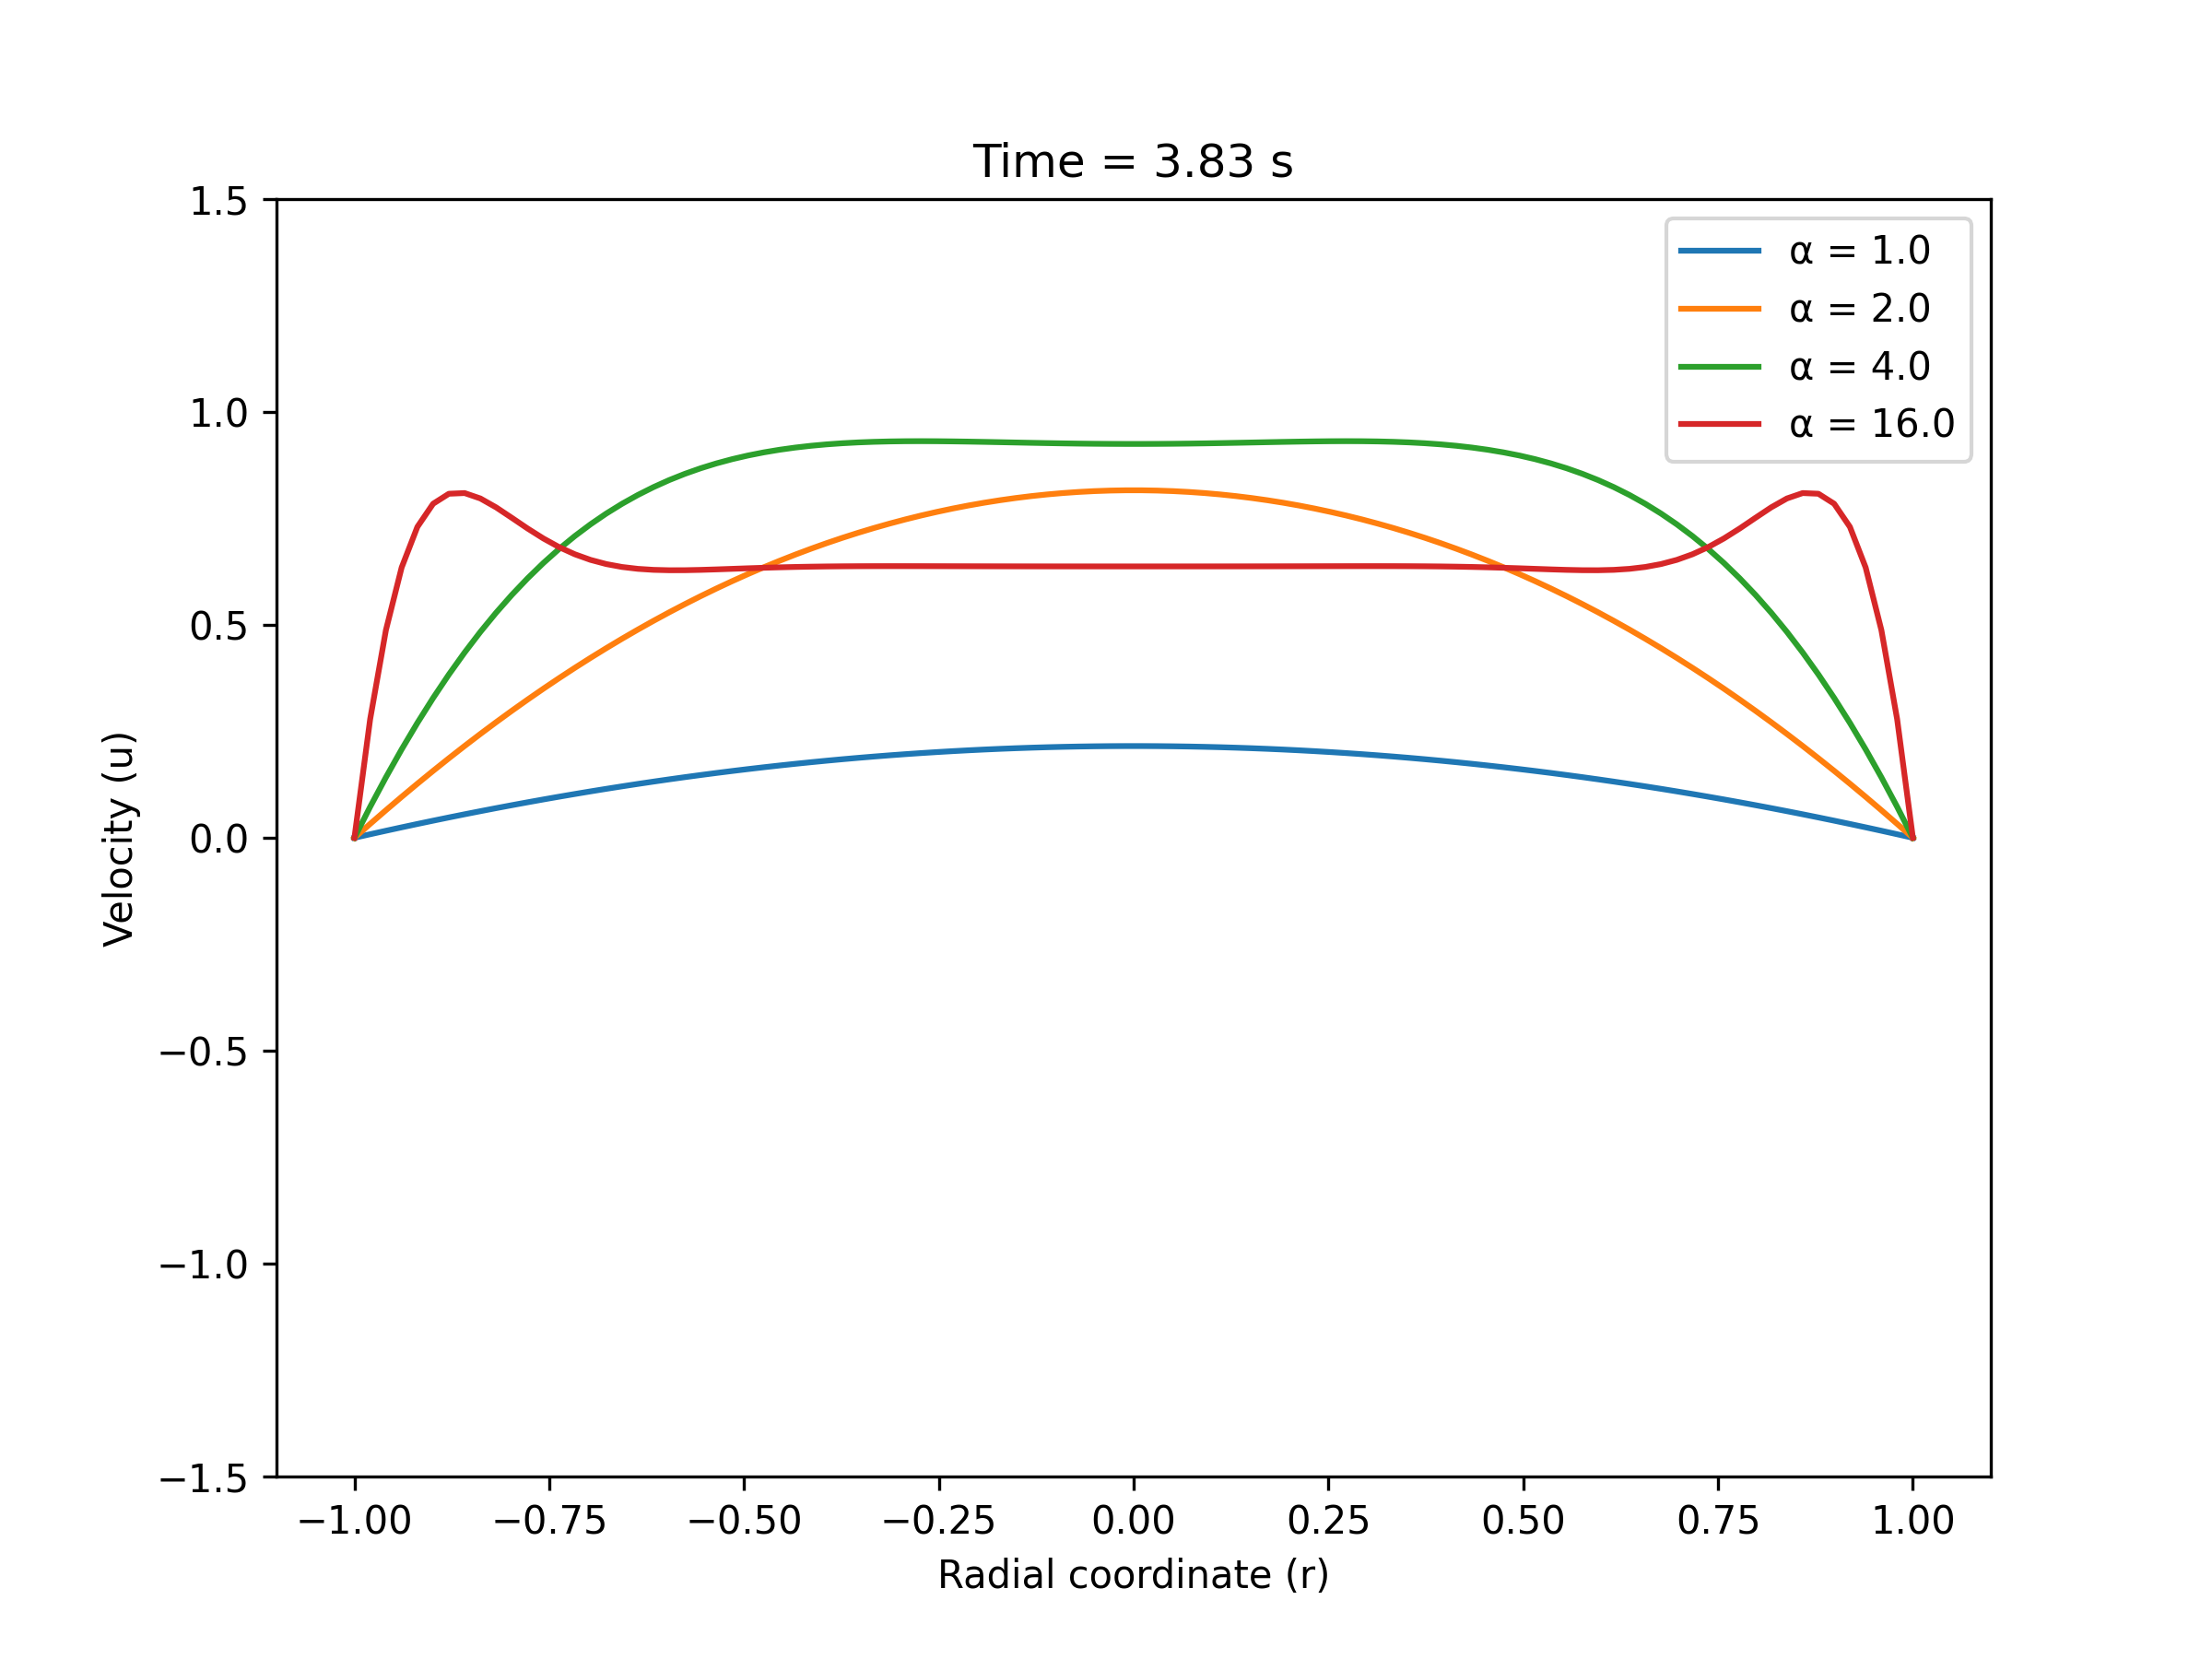 Time = 3.83 s
α = 1.0
α = 2.0
α = 4.0
α = 16.0
Velocity (u)
1.5
1.0
0.5
0.0
−0.5
−1.0
−1.5
−1.00 −0.75 −0.50 −0.25 0.00 0.25 0.50 0.75 1.00
Radial coordinate (r)